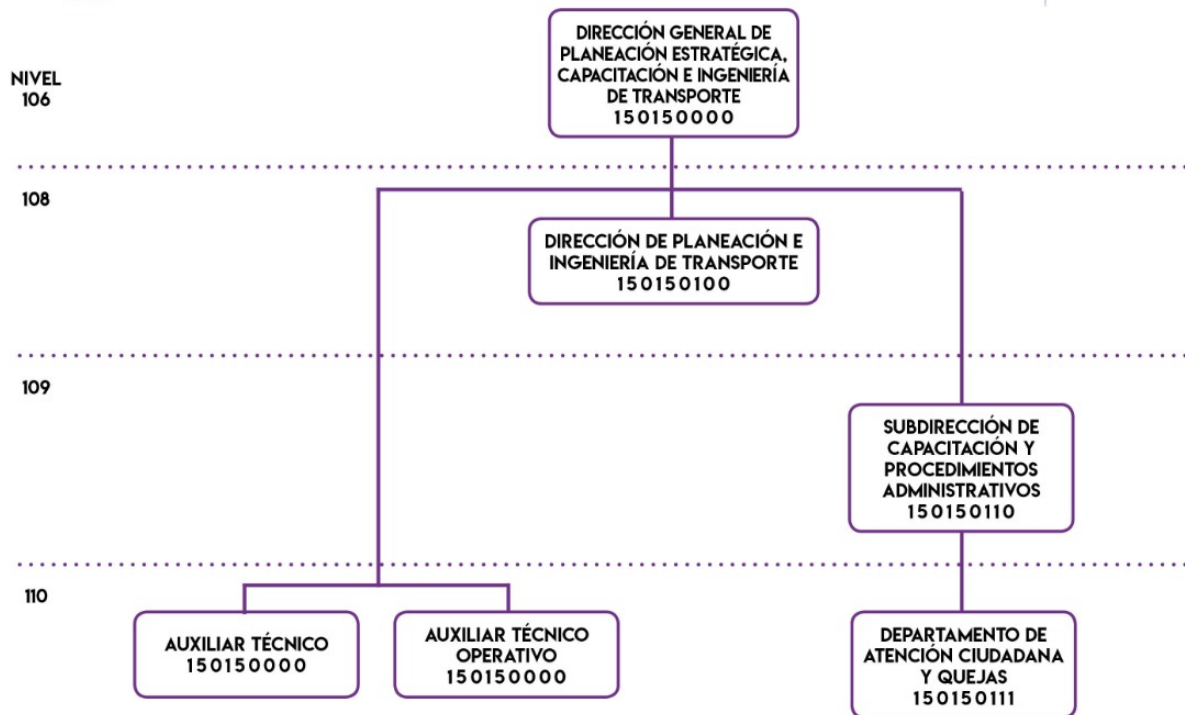 DIRECCIÓN GENERAL DE
PLANEACIÓN ESTRATÉGICA,
CAPACITACIÓN E INGENIERÍA
DE TRANSPORTE
150150000
NIVEL
106
108
DIRECCIÓN DE PLANEACIÓN E
INGENIERÍA DE TRANSPORTE
150150100
109
SUBDIRECCIÓN DE
CAPACITACIÓN Y
PROCEDIMIENTOS
ADMINISTRATIVOS
150150110
110
AUXILIAR TÉCNICO
150150000
AUXILIAR TÉCNICO
OPERATIVO
150150000
DEPARTAMENTO DE
ATENCIÓN CIUDADANA
Y QUEJAS
150150111